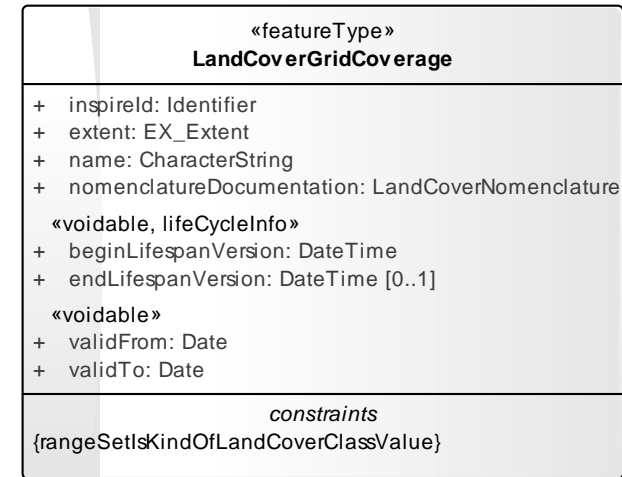 «featureType»
LandCoverGridCoverage
+ inspireId: Identifier
+ extent: EX_Extent
+ name: CharacterString
+ nomenclatureDocumentation: LandCoverNomenclature
«voidable, lifeCycleInfo»
+ beginLifespanVersion: DateTime
+ endLifespanVersion: DateTime [0..1]
«voidable»
+ validFrom: Date
+ validTo: Date
constraints
{rangeSetIsKindOfLandCoverClassValue}